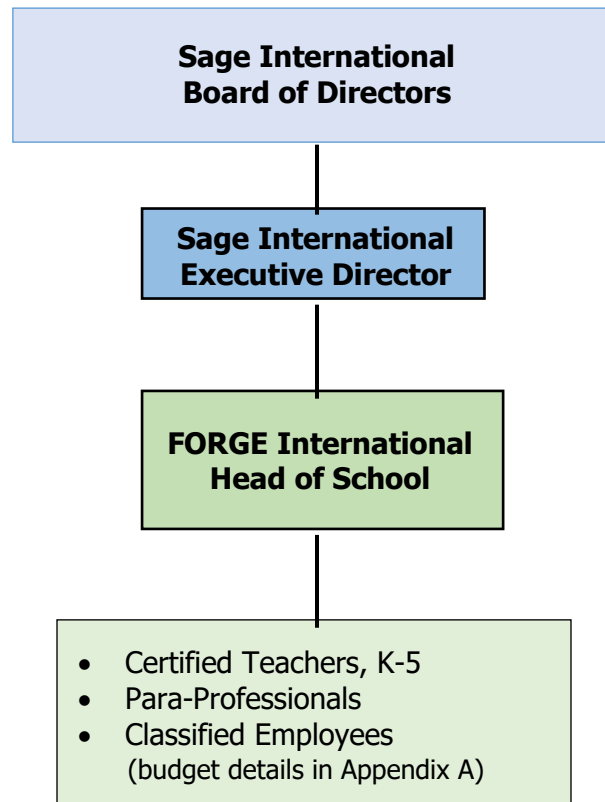 Sage International
Board of Directors
Sage International
Executive Director
FORGE International
Head of School
• Certified Teachers, K-5
• Para-Professionals
• Classified Employees
(budget details in Appendix A)